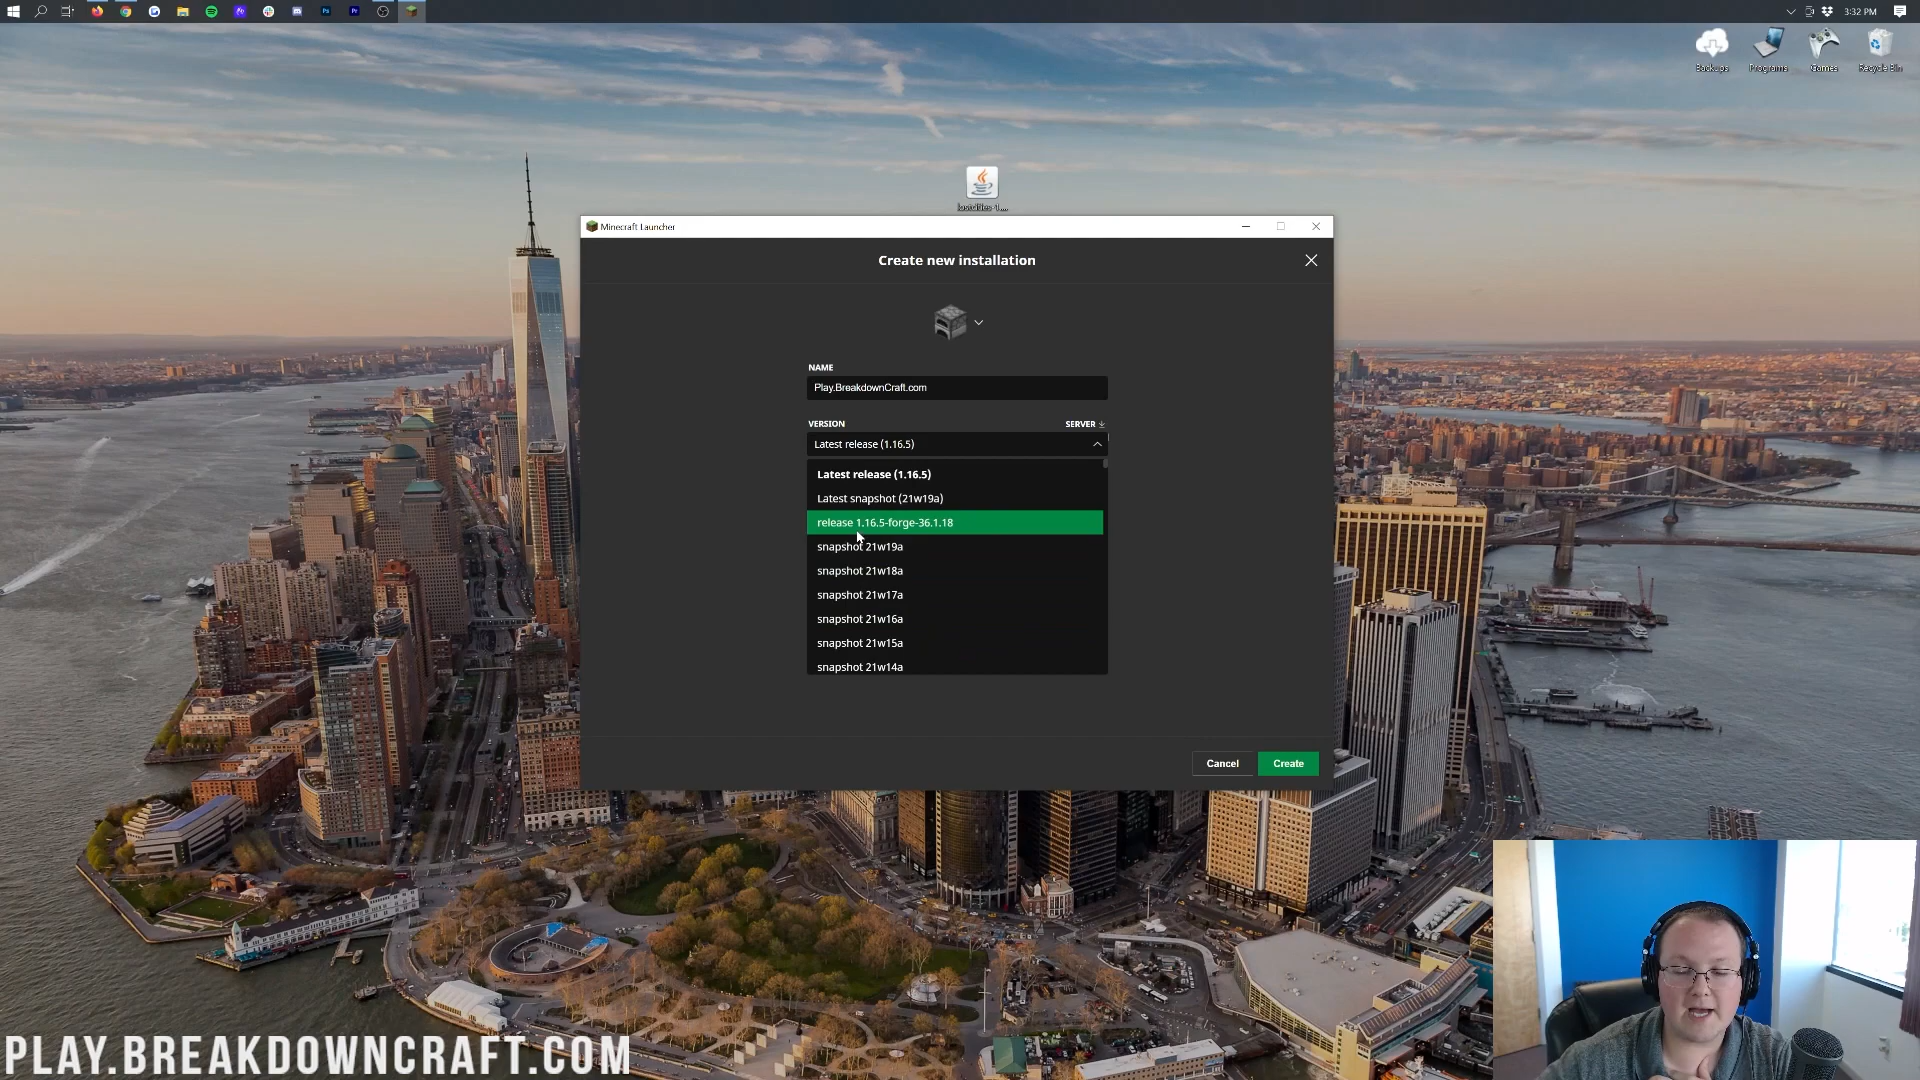 3:32 PM
Backups
Programs
Games
Recycle Bin
Minecraft Launcher
Create new installation
NAME
Play.BreakdownCraft.com
VERSION
SERVER
Latest release (1.16.5)
Latest release (1.16.5)
Latest snapshot (21w19a)
release 1.16.5-forge-36.1.18
snapshot 21w19a
snapshot 21w18a
snapshot 21w17a
snapshot 21w16a
snapshot 21w15a
snapshot 21w14a
Cancel
Create
PLAY.BREAKDOWNCRAFT.COM